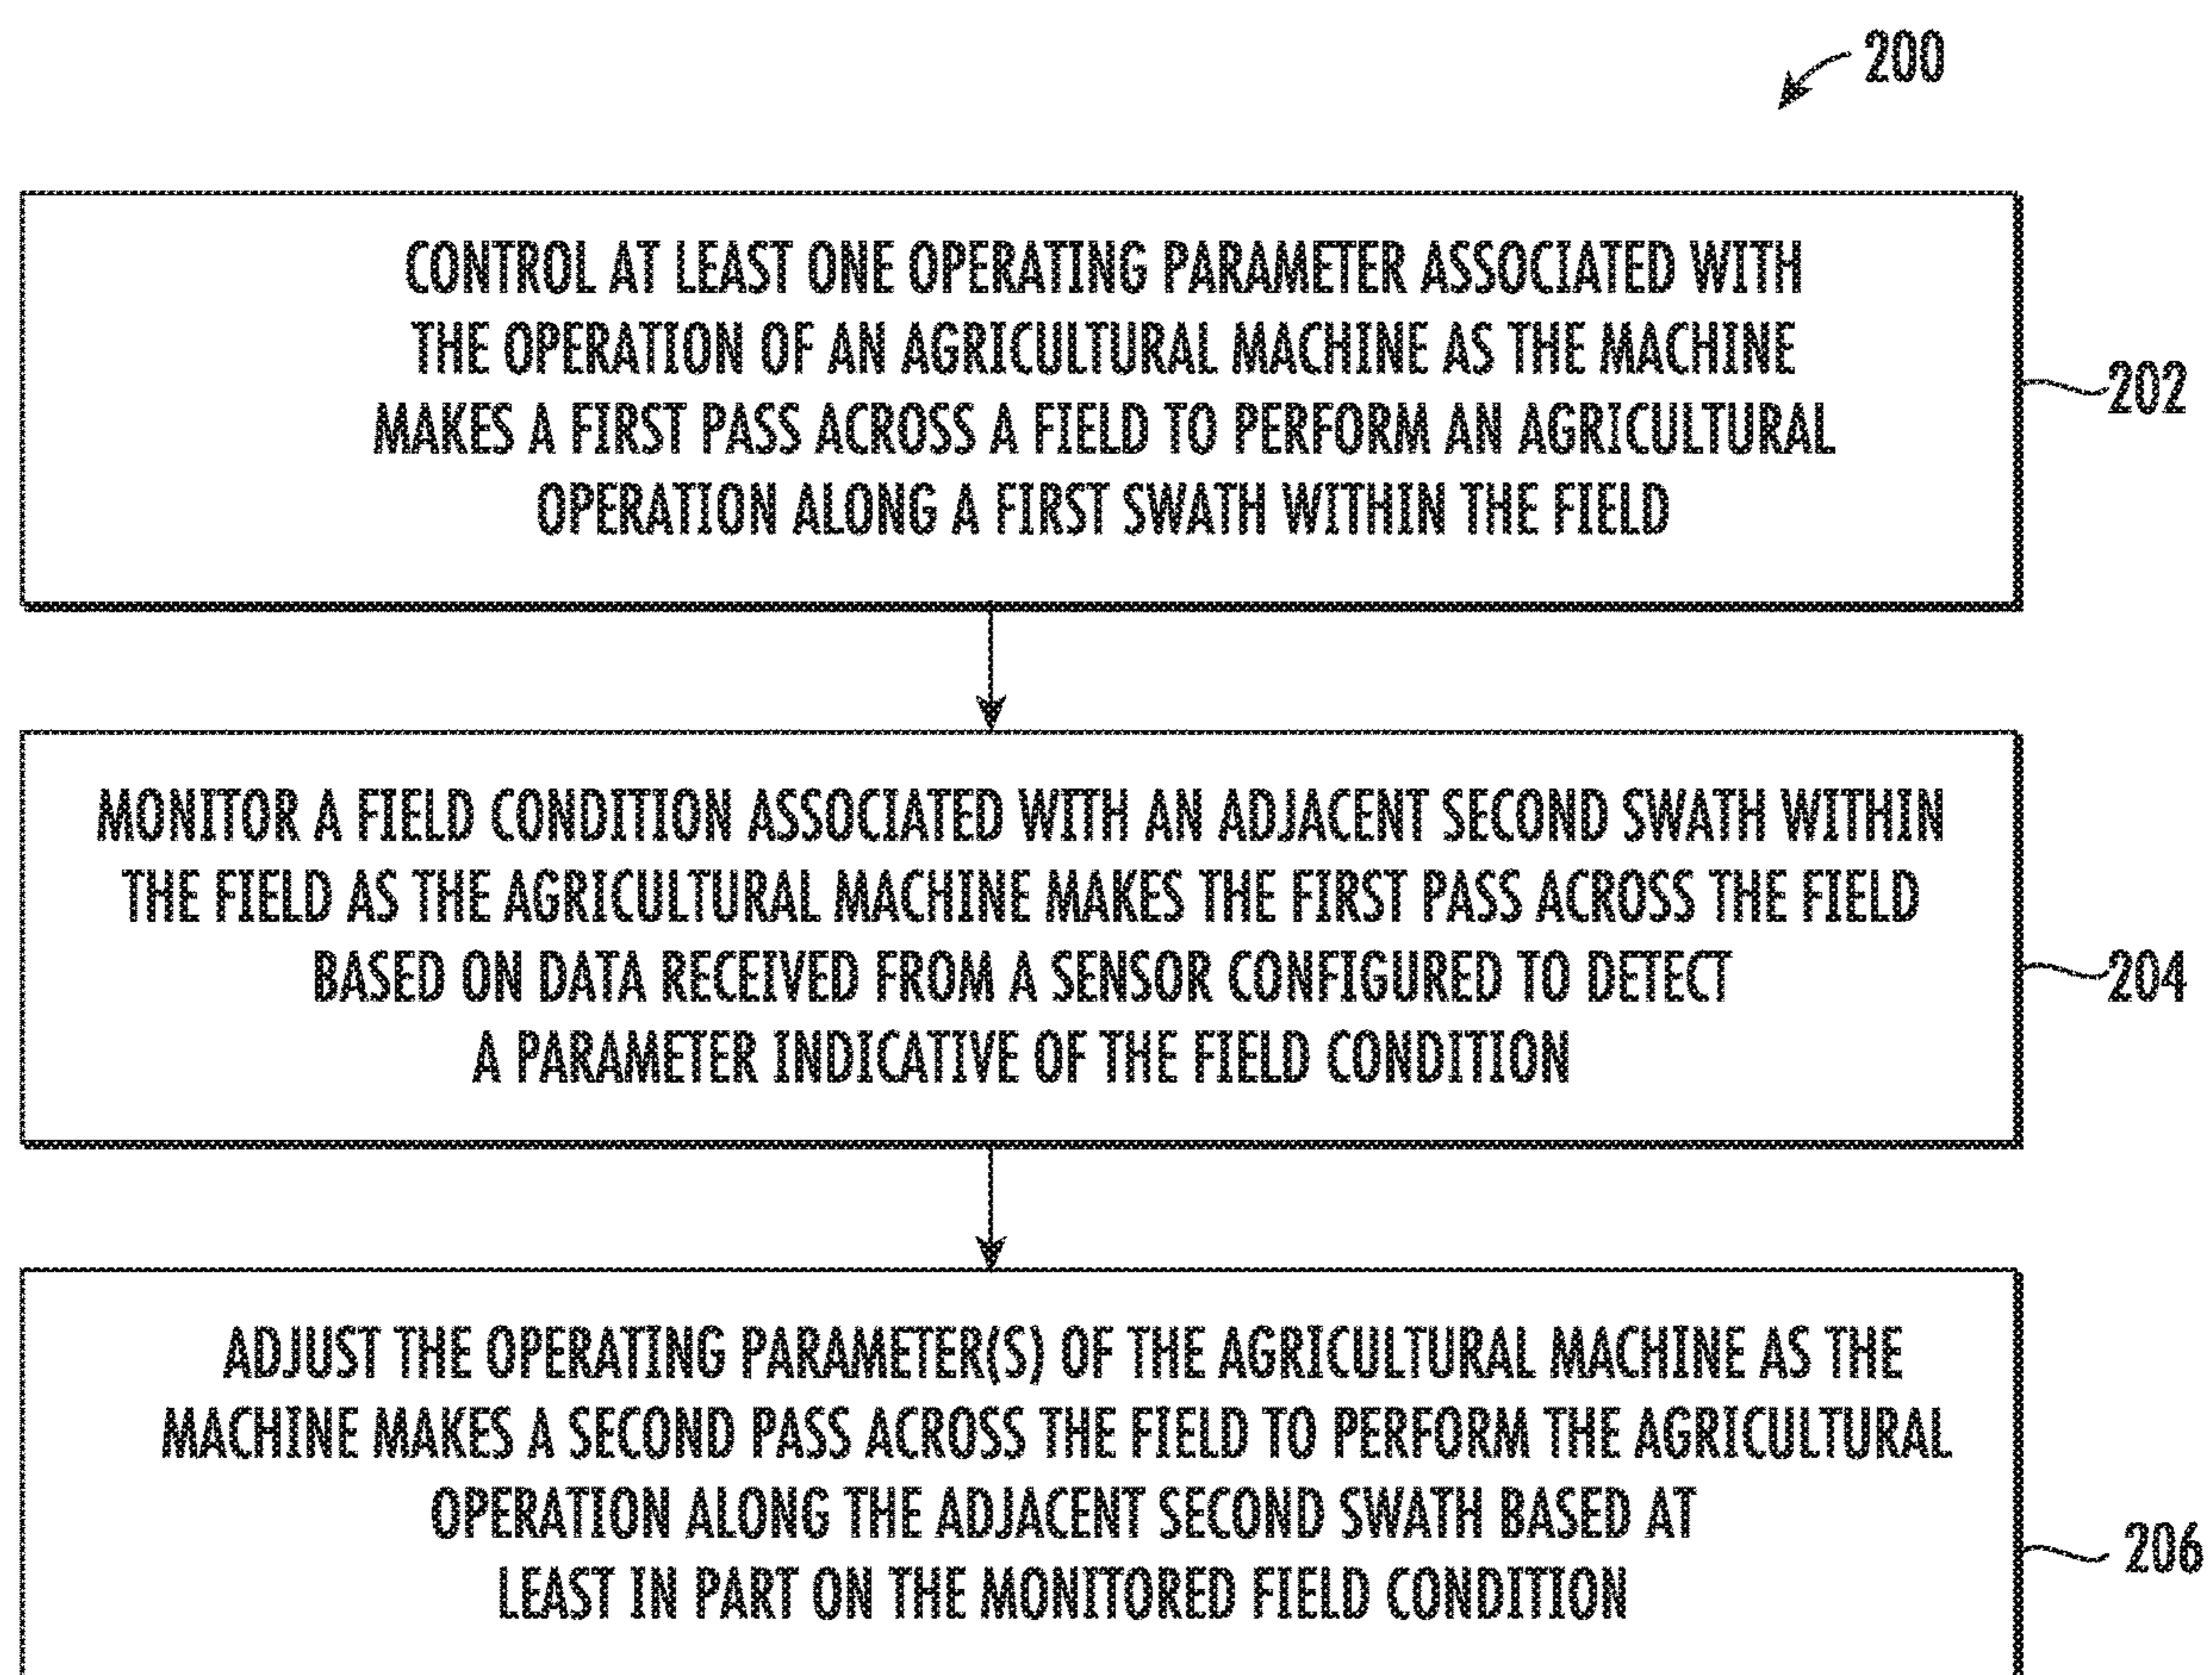 200
CONTROL AT LEAST ONE OPERATING PARAMETER ASSOCIATED WITH
THE OPERATION OF AN AGRICULTURAL MACHINE AS THE MACHINE
MAKES A FIRST PASS ACROSS A FIELD TO PERFORM AN AGRICULTURAL
OPERATION ALONG A FIRST SWATH WITHIN THE FIELD
202
MONITOR A FIELD CONDITION ASSOCIATED WITH AN ADJACENT SECOND SWATH WITHIN
THE FIELD AS THE AGRICULTURAL MACHINE MAKES THE FIRST PASS ACROSS THE FIELD
BASED ON DATA RECEIVED FROM A SENSOR CONFIGURED TO DETECT
A PARAMETER INDICATIVE OF THE FIELD CONDITION
204
ADJUST THE OPERATING PARAMETER(S) OF THE AGRICULTURAL MACHINE AS THE
MACHINE MAKES A SECOND PASS ACROSS THE FIELD TO PERFORM THE AGRICULTURAL
OPERATION ALONG THE ADJACENT SECOND SWATH BASED AT
LEAST IN PART ON THE MONITORED FIELD CONDITION
206